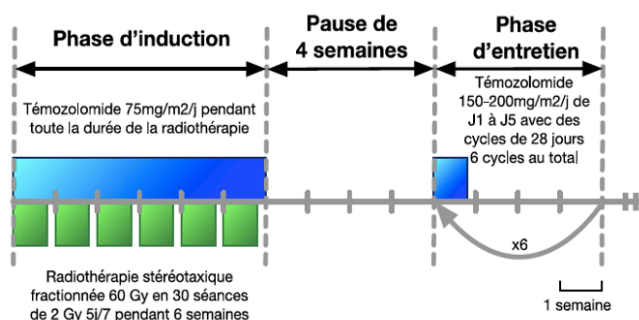 Phase d'induction
Pause de
4 semaines
Phase
d'entretien
Témozolomide 75mg/m2/j pendant
toute la durée de la radiothérapie
Témozolomide
150-200mg/m2/j de
J1 à J5 avec des
cycles de 28 jours
6 cycles au total
x6
Radiothérapie stéréotaxique
fractionnée 60 Gy en 30 séances
de 2 Gy 5j/7 pendant 6 semaines
1 semaine